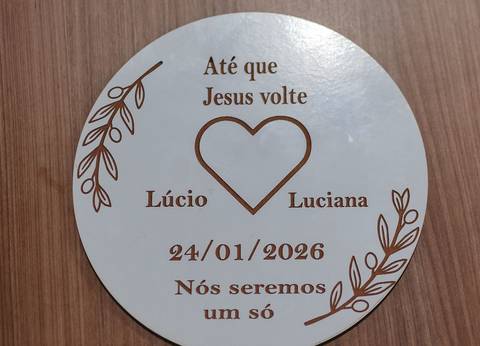 Até que
Jesus volte
Lúcio Luciana
24/01/2026
Nós seremos
um só